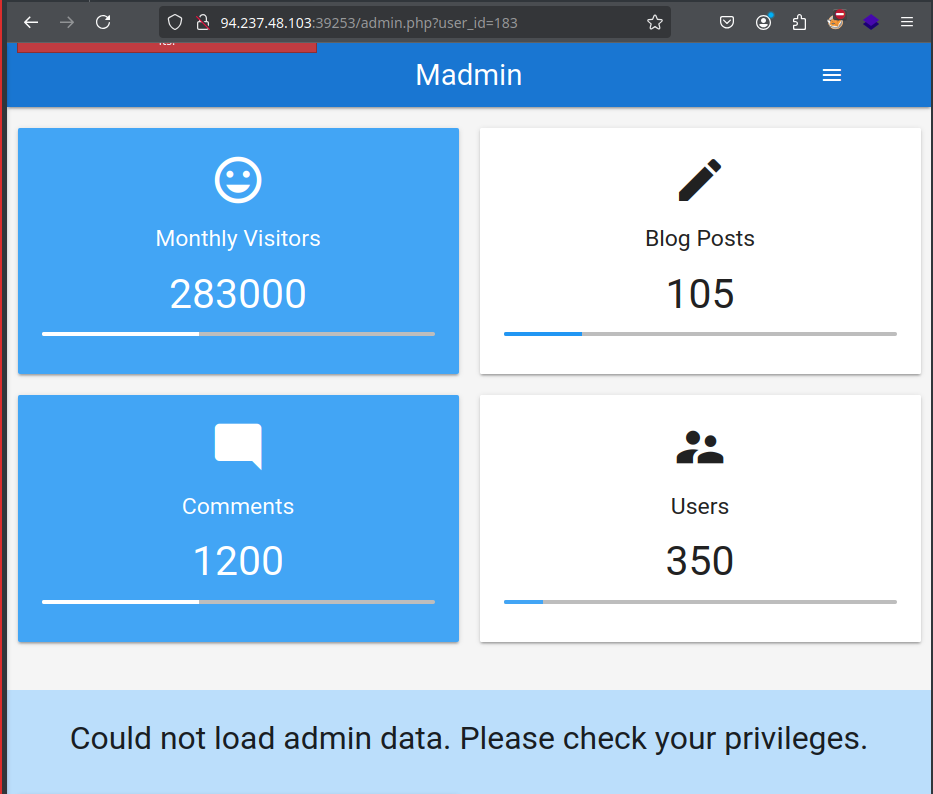 94.237.48.103:39253/admin.php?user_id=183
Madmin
Monthly Visitors
283000
Blog Posts
105
Comments
1200
Users
350
Could not load admin data. Please check your privileges.